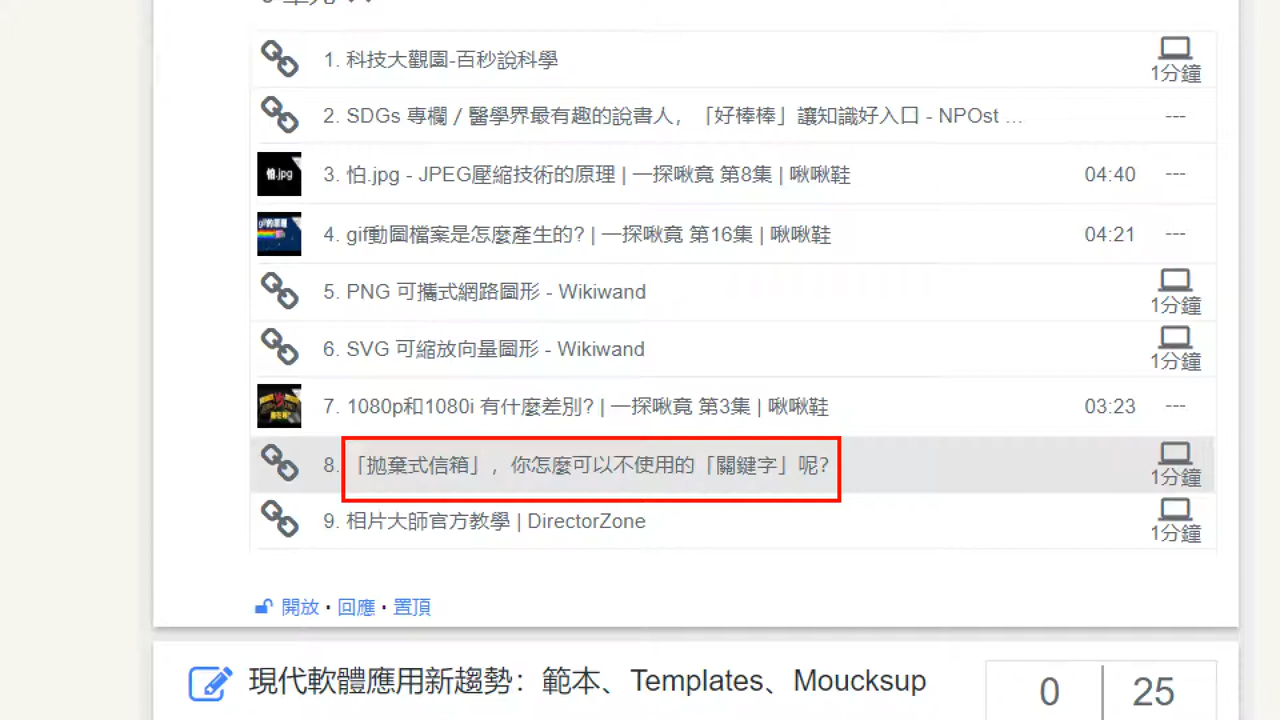 1. 科技大觀園-百秒說科學
1分鐘
2. SDGs 專欄 / 醫學界最有趣的說書人，「好棒棒」讓知識好入口 - NPOst ...
---
怕.jpg
3. 怕.jpg - JPEG壓縮技術的原理 | 一探啾竟 第8集 | 啾啾鞋
04:40
---
gif的原理
4. gif動圖檔案是怎麼產生的? | 一探啾竟 第16集 | 啾啾鞋
04:21
---
5. PNG 可攜式網路圖形 - Wikiwand
1分鐘
6. SVG 可縮放向量圖形 - Wikiwand
1分鐘
7. 1080p和1080i 有什麼差別? | 一探啾竟 第3集 | 啾啾鞋
03:23
---
8. 「拋棄式信箱」，你怎麼可以不使用的「關鍵字」呢?
1分鐘
9. 相片大師官方教學 | DirectorZone
1分鐘
開放・回應・置頂
現代軟體應用新趨勢：範本、Templates、Moucksup
0
25